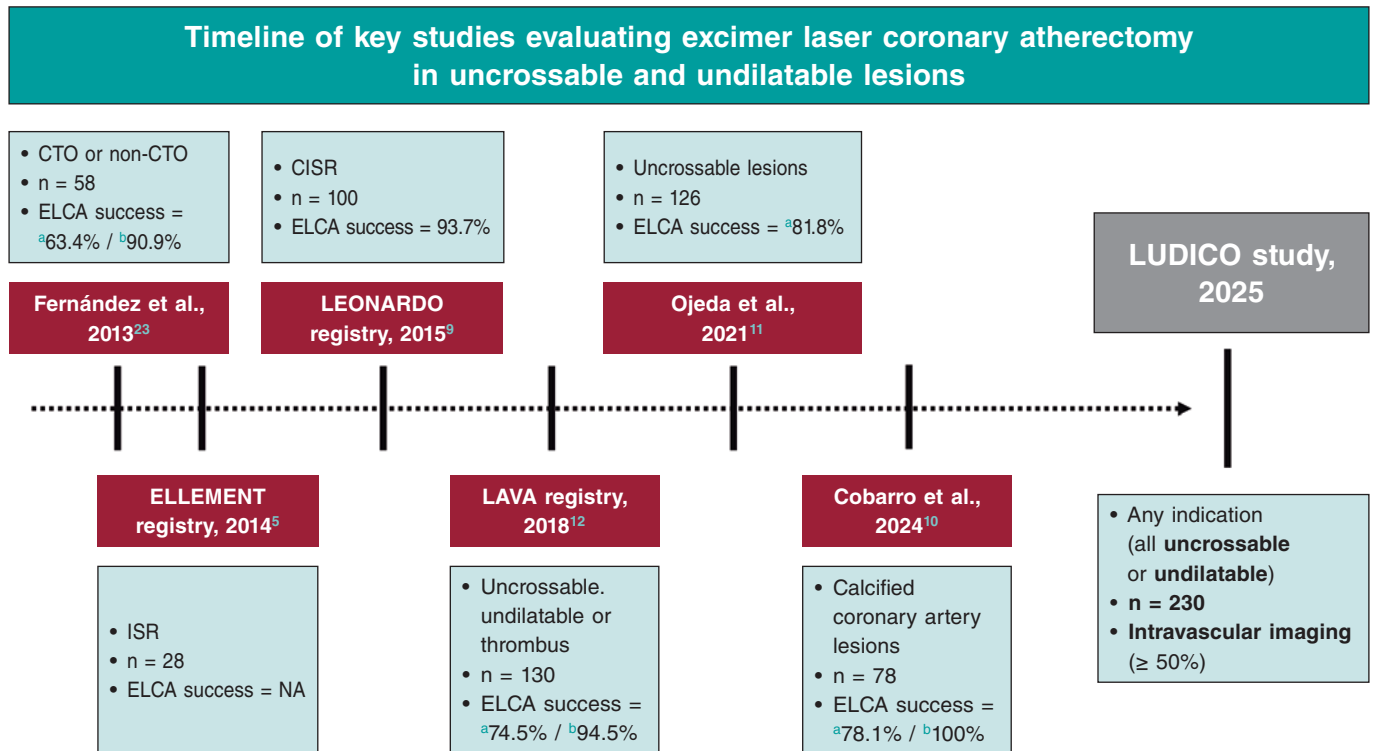 Timeline of key studies evaluating excimer laser coronary atherectomy
in uncrossable and undilatable lesions
• CTO or non-CTO
• n = 58
• ELCA success =
ᵃ63.4% / ᵇ90.9%
Fernández et al.,
2013²³
• CISR
• n = 100
• ELCA success = 93.7%
LEONARDO
registry, 2015⁹
• Uncrossable lesions
• n = 126
• ELCA success = ᵃ81.8%
Ojeda et al.,
2021¹¹
LUDICO study,
2025
ELLEMENT
registry, 2014⁵
• ISR
• n = 28
• ELCA success = NA
LAVA registry,
2018¹²
• Uncrossable.
undilatable or
thrombus
• n = 130
• ELCA success =
ᵃ74.5% / ᵇ94.5%
Cobarro et al.,
2024¹⁰
• Calcified
coronary artery
lesions
• n = 78
• ELCA success =
ᵃ78.1% / ᵇ100%
• Any indication
(all uncrossable
or undilatable)
• n = 230
• Intravascular imaging
(≥ 50%)